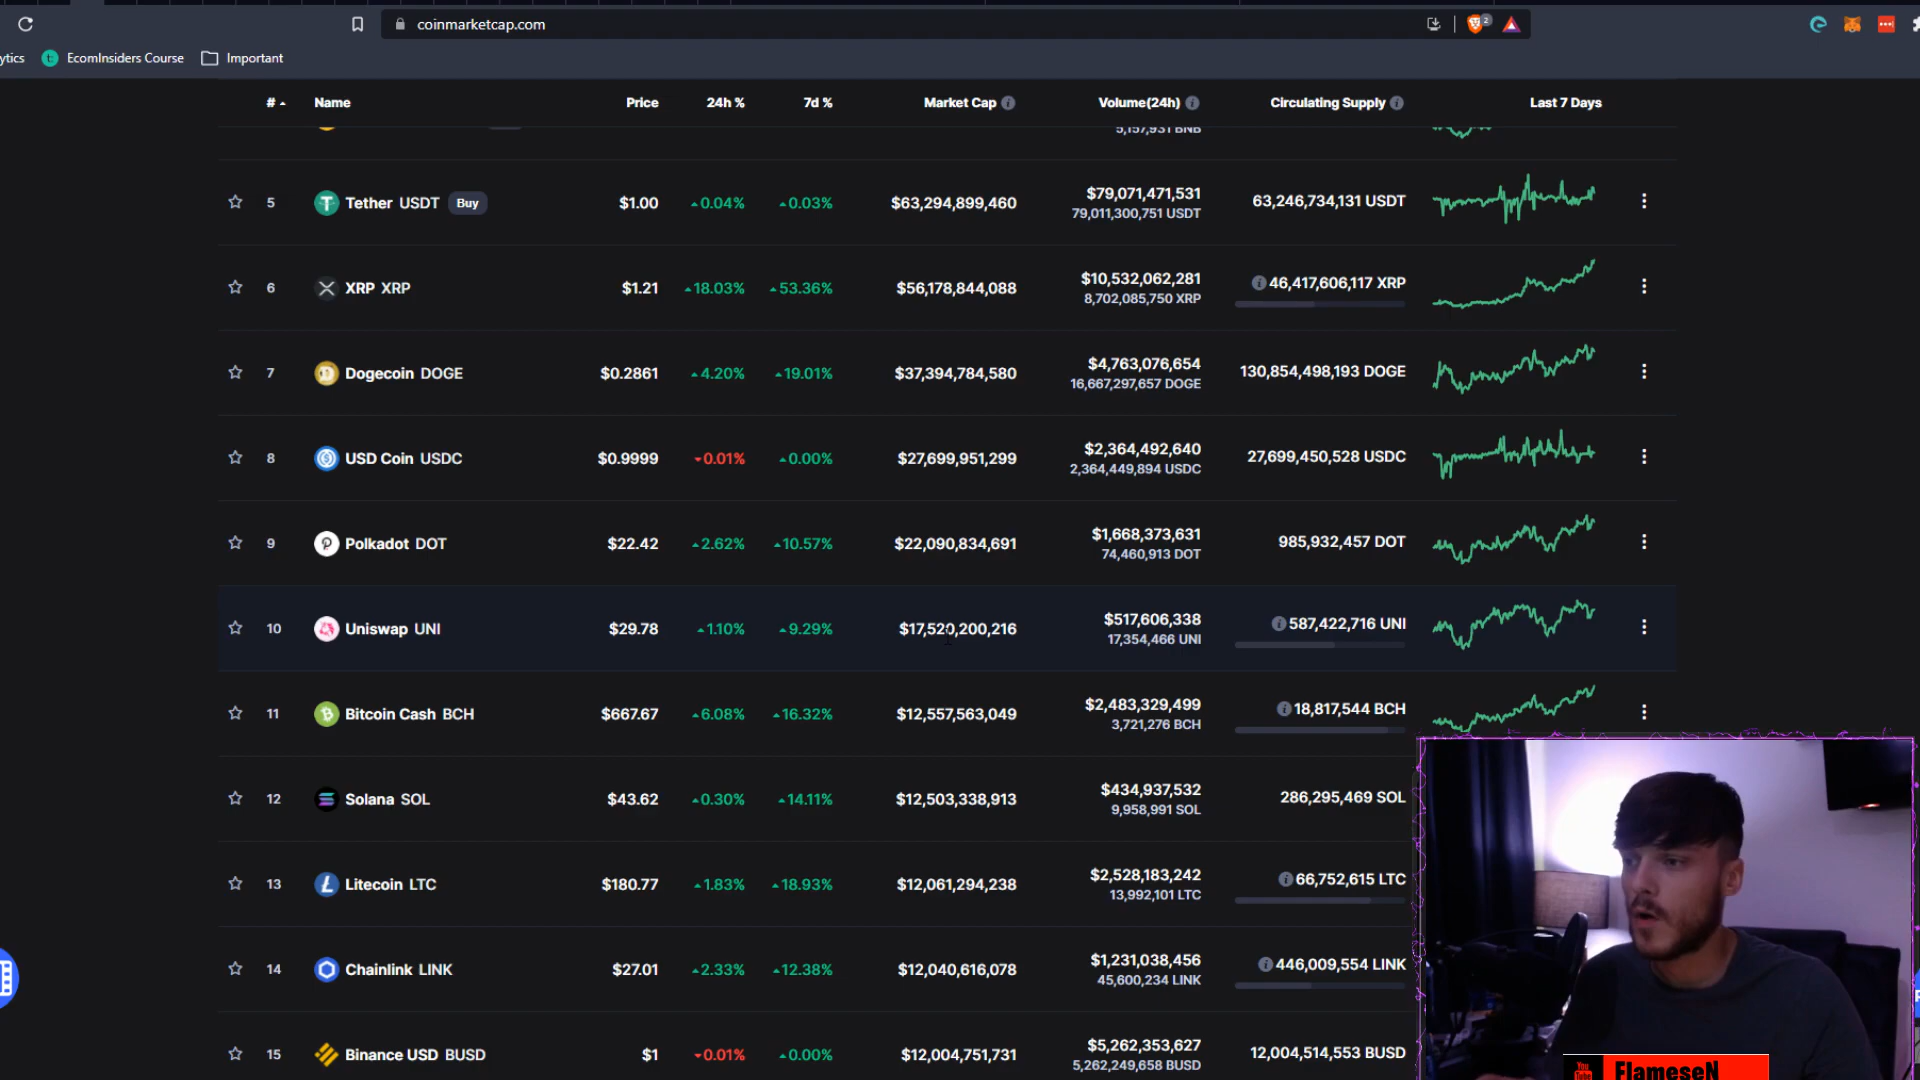 coinmarketcap.com
2
ytics EcomInsiders Course Important
# Name Price 24h % 7d % Market Cap Volume(24h) Circulating Supply Last 7 Days
5,157,931 BNB
5 Tether USDT Buy $1.00 0.04% 0.03% $63,294,899,460 $79,071,471,531 63,246,734,131 USDT
79,011,300,751 USDT
6 XRP XRP $1.21 18.03% 53.36% $56,178,844,088 $10,532,062,281 46,417,606,117 XRP
8,702,085,750 XRP
7 Dogecoin DOGE $0.2861 4.20% 19.01% $37,394,784,580 $4,763,076,654 130,854,498,193 DOGE
16,667,297,657 DOGE
8 USD Coin USDC $0.9999 0.01% 0.00% $27,699,951,299 $2,364,492,640 27,699,450,528 USDC
2,364,449,894 USDC
9 Polkadot DOT $22.42 2.62% 10.57% $22,090,834,691 $1,668,373,631 985,932,457 DOT
74,460,913 DOT
10 Uniswap UNI $29.78 1.10% 9.29% $17,520,200,216 $517,606,338 587,422,716 UNI
17,354,466 UNI
11 Bitcoin Cash BCH $667.67 6.08% 16.32% $12,557,563,049 $2,483,329,499 18,817,544 BCH
3,721,276 BCH
12 Solana SOL $43.62 0.30% 14.11% $12,503,338,913 $434,937,532 286,295,469 SOL
9,958,991 SOL
13 Litecoin LTC $180.77 1.83% 18.93% $12,061,294,238 $2,528,183,242 66,752,615 LTC
13,992,101 LTC
14 Chainlink LINK $27.01 2.33% 12.38% $12,040,616,078 $1,231,038,456 446,009,554 LINK
45,600,234 LINK
15 Binance USD BUSD $1 0.01% 0.00% $12,004,751,731 $5,262,353,627 12,004,514,553 BUSD
5,262,249,658 BUSD
You
FlameseN